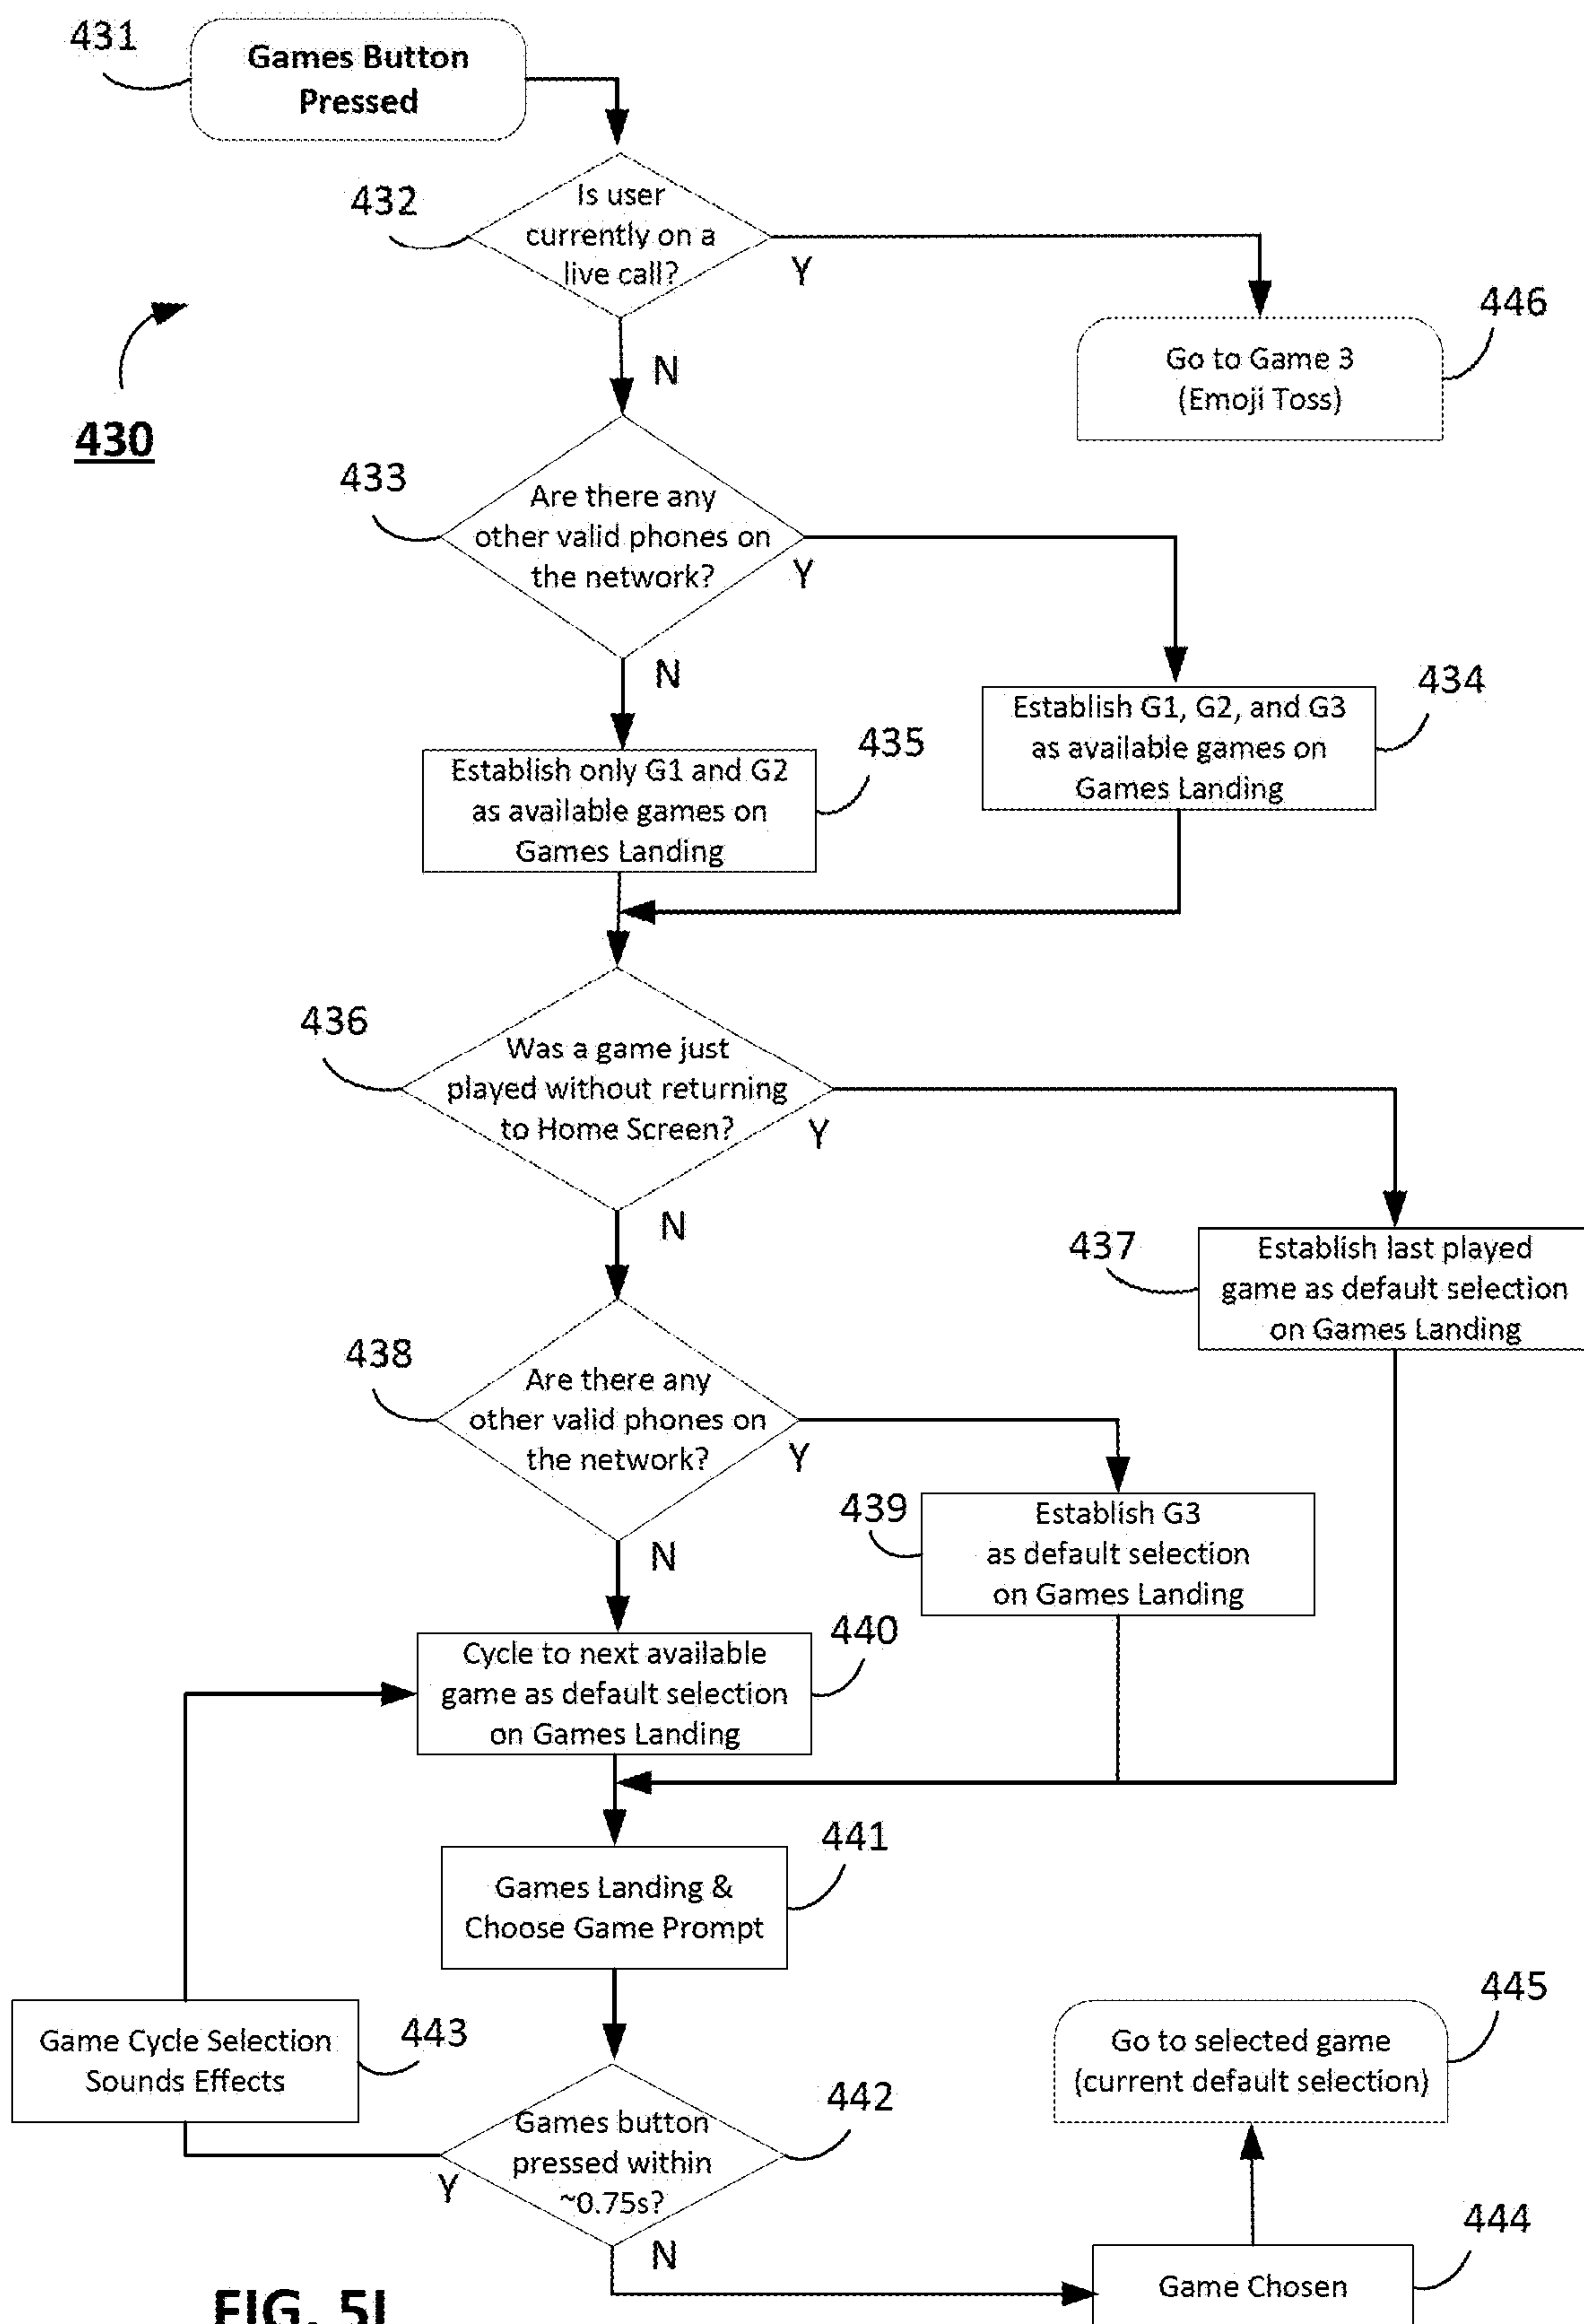 431
Games Button
Pressed
432
Is user
currently on a
live call?
Y
N
446
Go to Game 3
(Emoji Toss)
430
433
Are there any
other valid phones on
the network?
Y
N
434
Establish G1, G2, and G3
as available games on
Games Landing
435
Establish only G1 and G2
as available games on
Games Landing
436
Was a game just
played without returning
to Home Screen?
Y
N
437
Establish last played
game as default selection
on Games Landing
438
Are there any
other valid phones on
the network?
Y
N
439
Establish G3
as default selection
on Games Landing
440
Cycle to next available
game as default selection
on Games Landing
441
Games Landing &
Choose Game Prompt
443
Game Cycle Selection
Sounds Effects
442
Games button
pressed within
~0.75s?
Y
N
445
Go to selected game
(current default selection)
444
Game Chosen